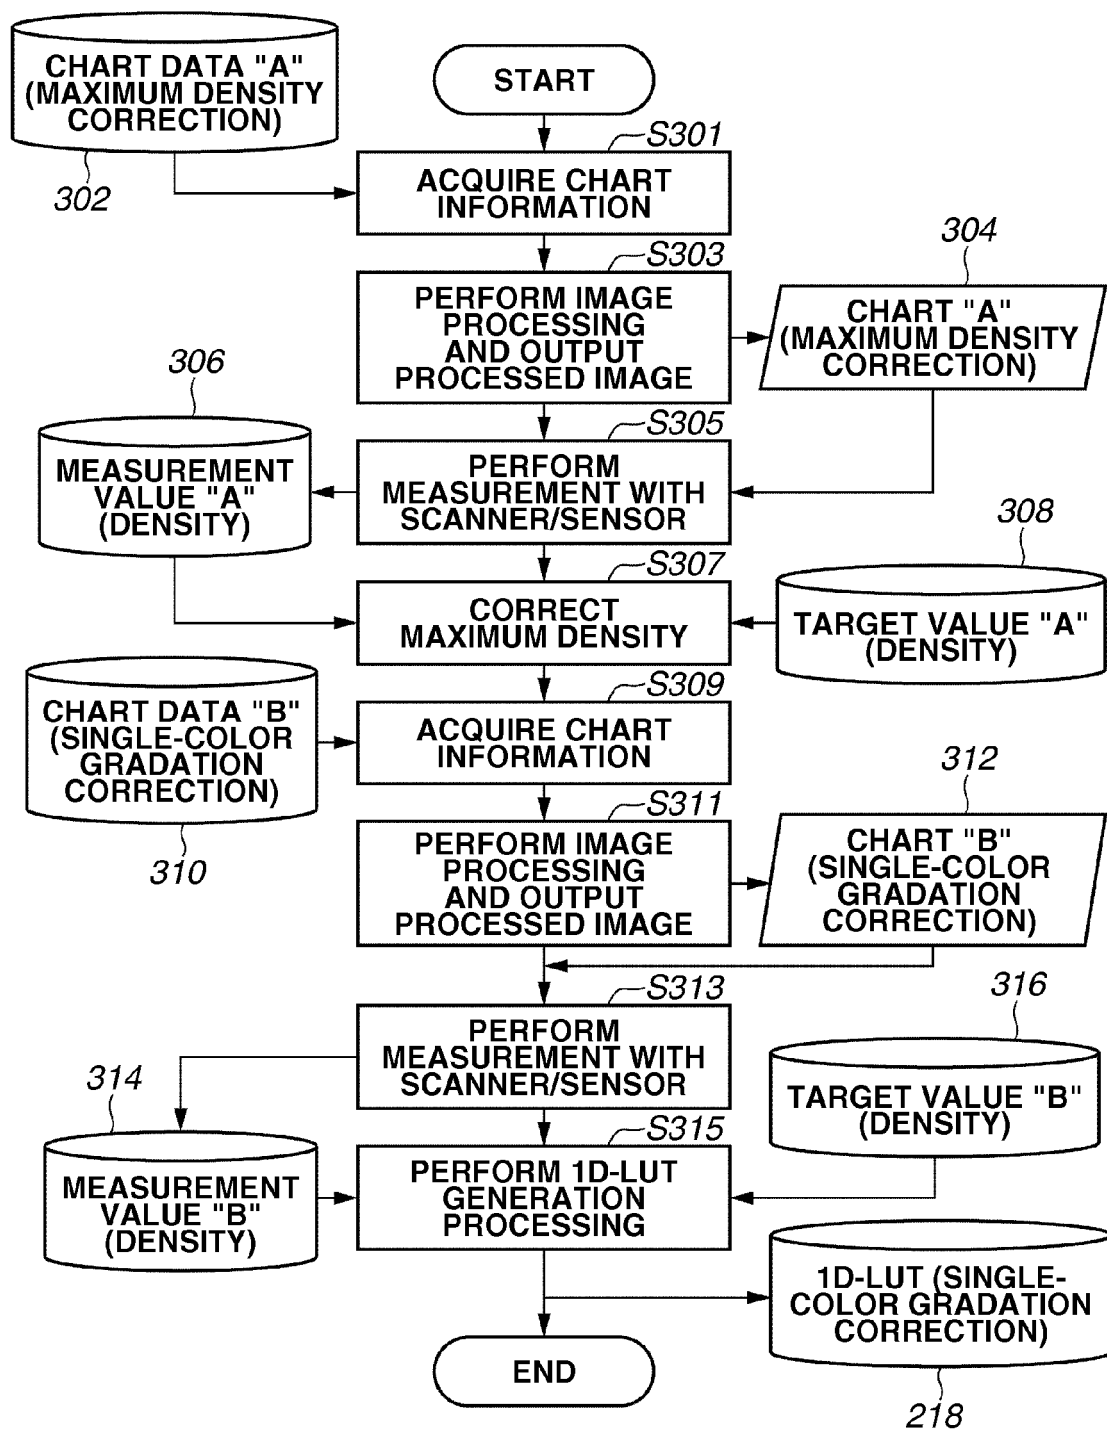 CHART DATA "A"
(MAXIMUM DENSITY
CORRECTION)
302
START
S301
ACQUIRE CHART
INFORMATION
S303
PERFORM IMAGE
PROCESSING
AND OUTPUT
PROCESSED IMAGE
304
CHART "A"
(MAXIMUM DENSITY
CORRECTION)
306
MEASUREMENT
VALUE "A"
(DENSITY)
S305
PERFORM
MEASUREMENT WITH
SCANNER/SENSOR
308
TARGET VALUE "A"
(DENSITY)
S307
CORRECT
MAXIMUM DENSITY
CHART DATA "B"
(SINGLE-COLOR
GRADATION
CORRECTION)
310
S309
ACQUIRE CHART
INFORMATION
S311
PERFORM IMAGE
PROCESSING
AND OUTPUT
PROCESSED IMAGE
312
CHART "B"
(SINGLE-COLOR
GRADATION
CORRECTION)
S313
PERFORM
MEASUREMENT WITH
SCANNER/SENSOR
314
MEASUREMENT
VALUE "B"
(DENSITY)
316
TARGET VALUE "B"
(DENSITY)
S315
PERFORM 1D-LUT
GENERATION
PROCESSING
1D-LUT (SINGLE-
COLOR GRADATION
CORRECTION)
218
END